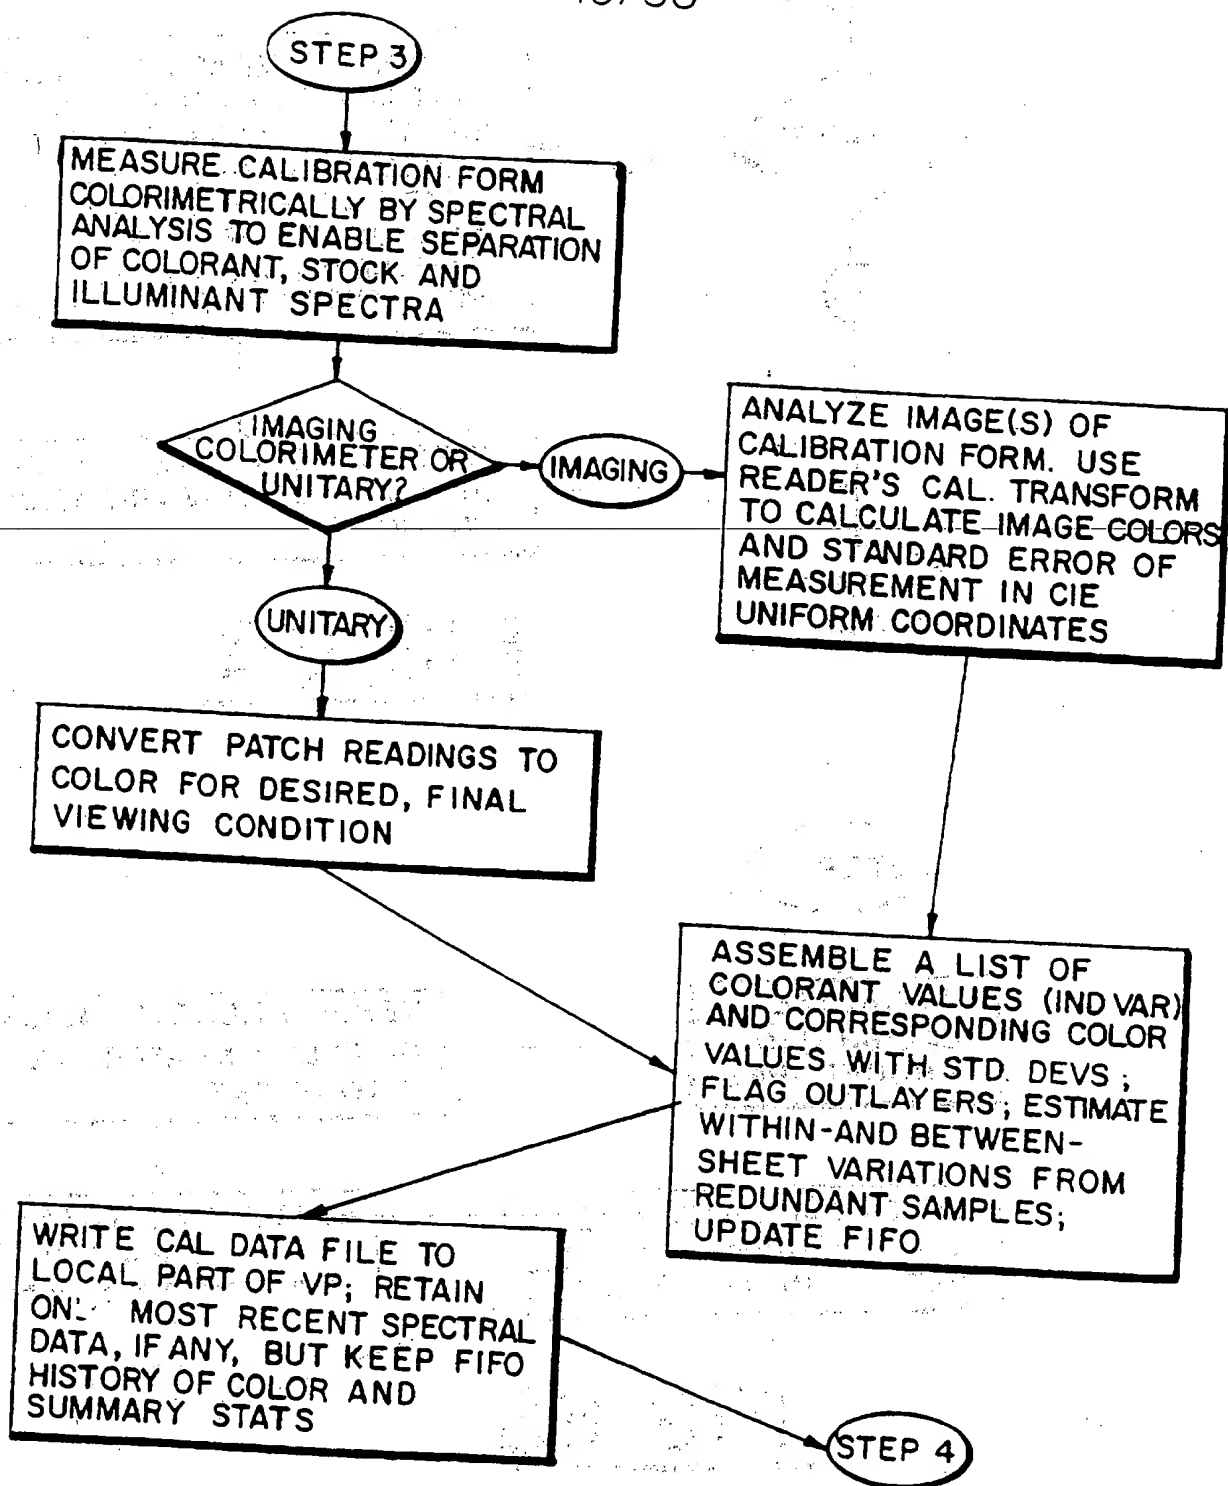 STEP 3
MEASURE CALIBRATION FORM
COLORIMETRICALLY BY SPECTRAL
ANALYSIS TO ENABLE SEPARATION
OF COLORANT, STOCK AND
ILLUMINANT SPECTRA
IMAGING
COLORIMETER OR
UNITARY?
IMAGING
ANALYZE IMAGE(S) OF
CALIBRATION FORM. USE
READER'S CAL. TRANSFORM
TO CALCULATE IMAGE COLORS
AND STANDARD ERROR OF
MEASUREMENT IN CIE
UNIFORM COORDINATES
UNITARY
CONVERT PATCH READINGS TO
COLOR FOR DESIRED, FINAL
VIEWING CONDITION
ASSEMBLE A LIST OF
COLORANT VALUES (IND VAR)
AND CORRESPONDING COLOR
VALUES WITH STD. DEVS;
FLAG OUTLAYERS; ESTIMATE
WITHIN-AND BETWEEN-
SHEET VARIATIONS FROM
REDUNDANT SAMPLES;
UPDATE FIFO
WRITE CAL DATA FILE TO
LOCAL PART OF VP; RETAIN
MOST RECENT SPECTRAL
DATA, IF ANY, BUT KEEP FIFO
HISTORY OF COLOR AND
SUMMARY STATS
STEP 4